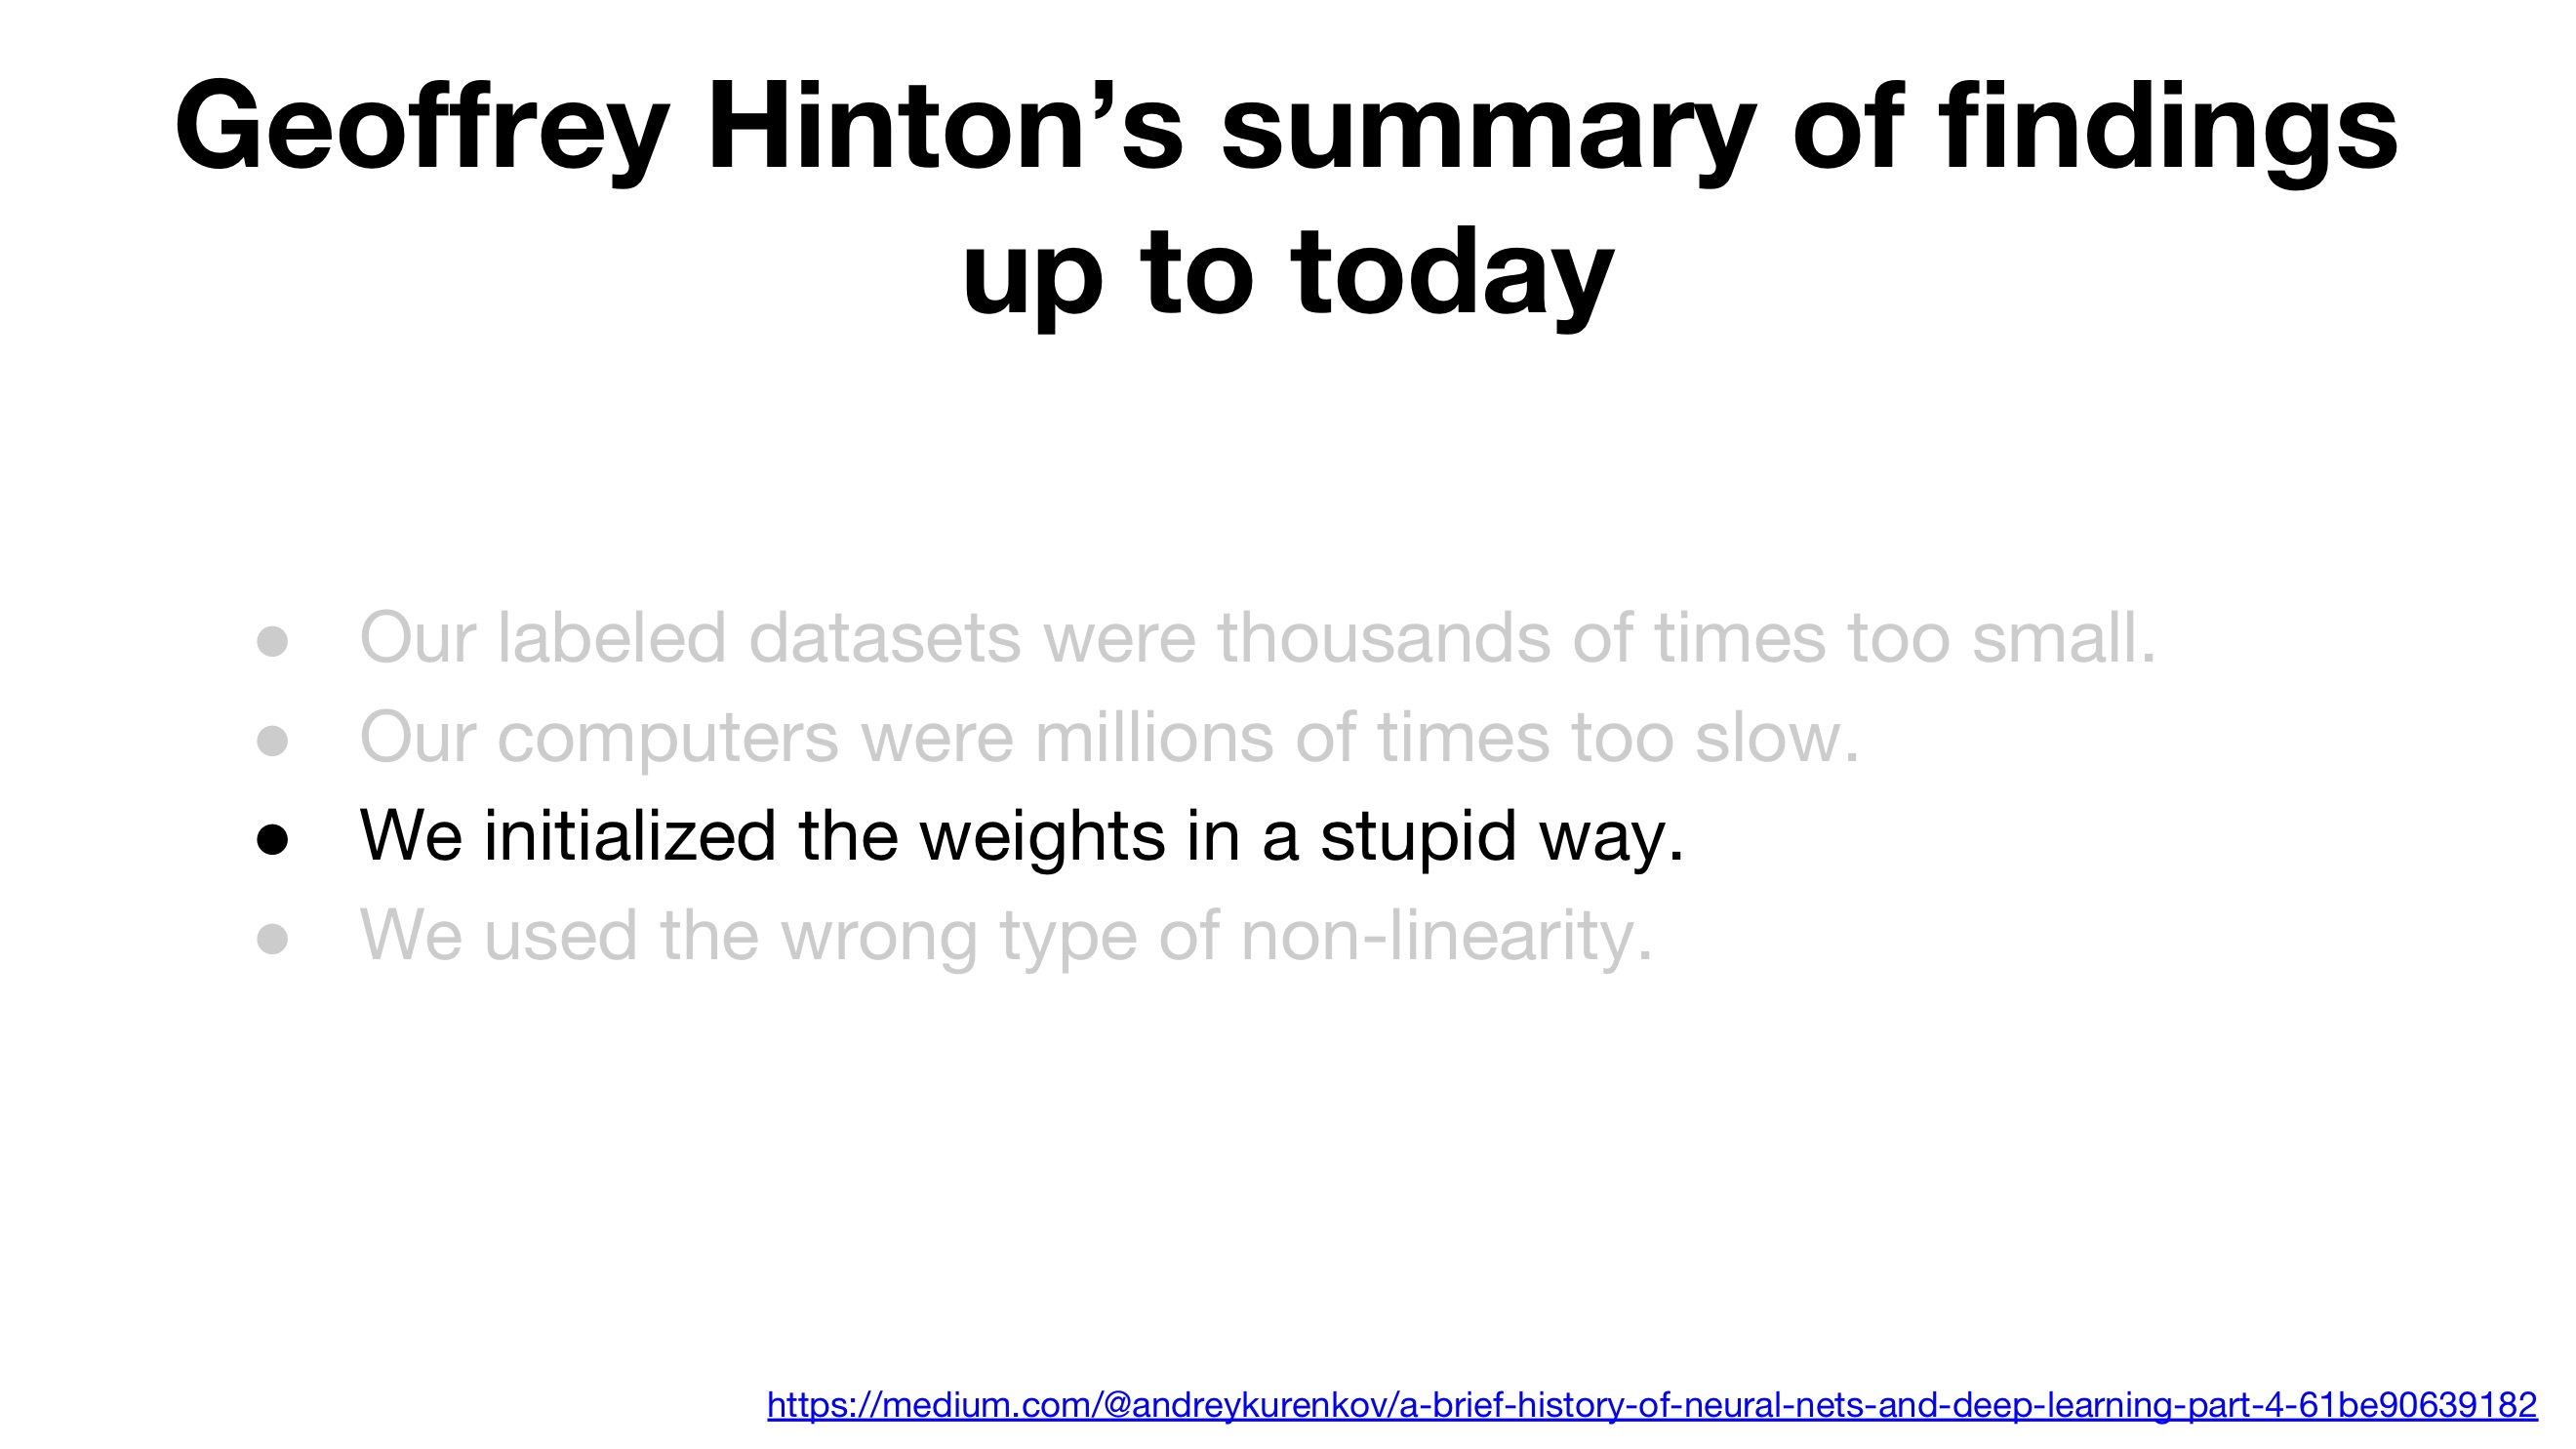 Geoffrey Hinton’s summary of findings
up to today
● Our labeled datasets were thousands of times too small.
● Our computers were millions of times too slow.
● We initialized the weights in a stupid way.
● We used the wrong type of non-linearity.
https://medium.com/@andreykurenkov/a-brief-history-of-neural-nets-and-deep-learning-part-4-61be90639182